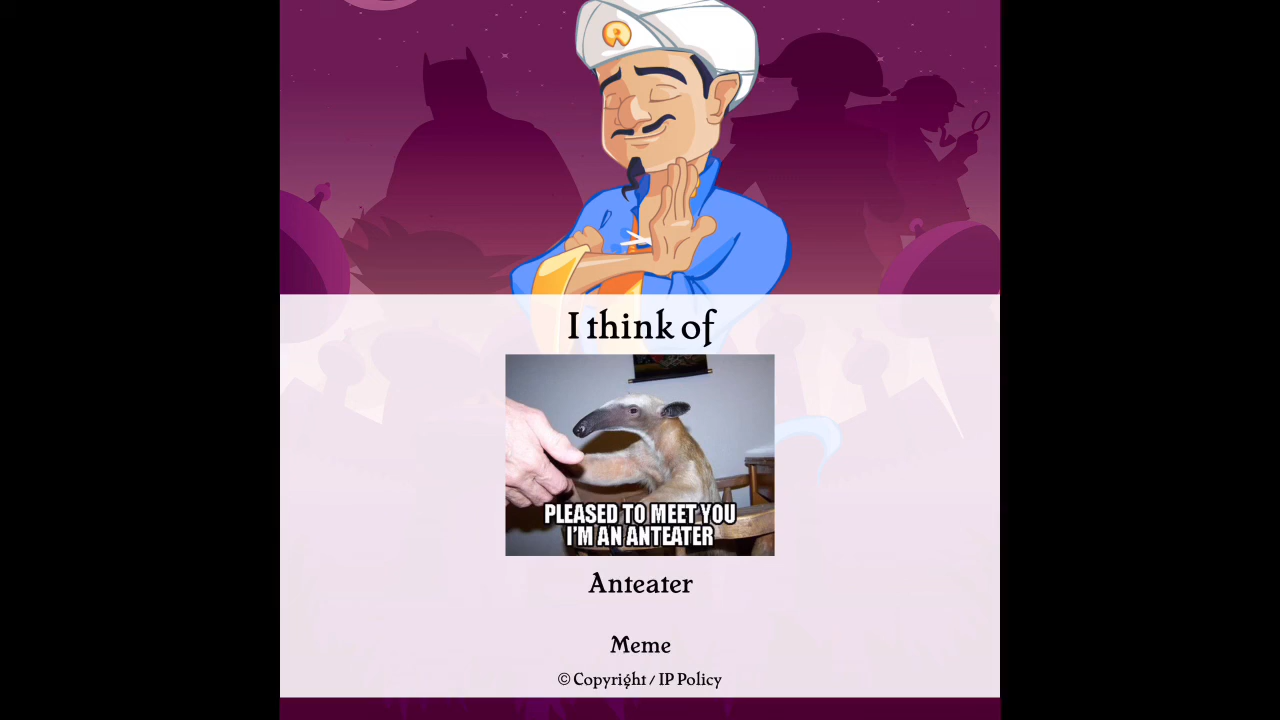 I think of
PLEASED TO MEET YOU
I'M AN ANTEATER
Anteater
Meme
© Copyright / IP Policy